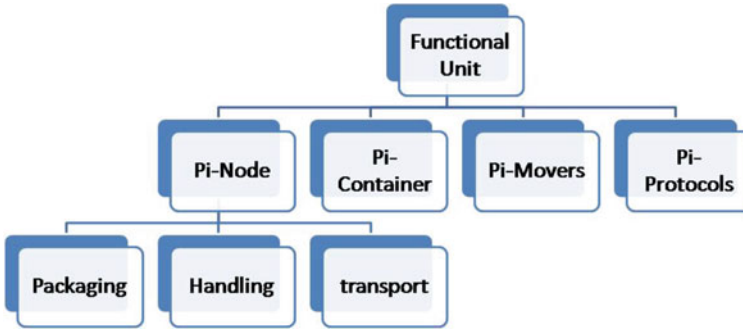 Functional
Unit
Pi-Node
Pi-
Container
Pi-Movers
Pi-
Protocols
Packaging
Handling
transport